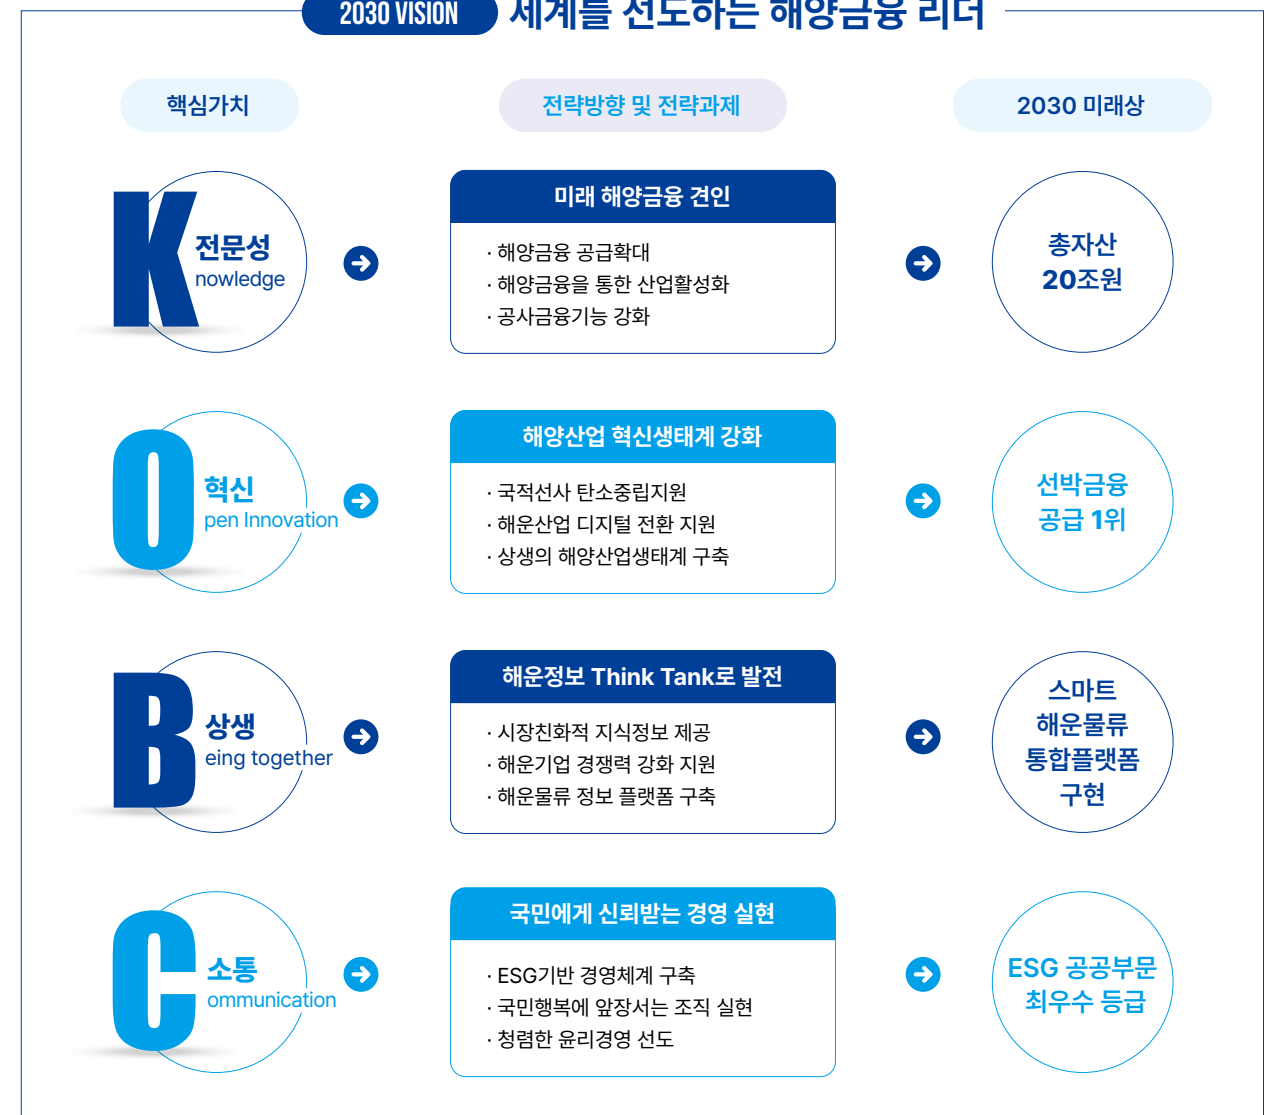 2030 VISION 세계를 선도하는 해양금융 리더
핵심가치
전략방향 및 전략과제
2030 미래상
K
전문성
nowledge
미래 해양금융 견인
· 해양금융 공급확대
· 해양금융을 통한 산업활성화
· 공사금융기능 강화
총자산
20조원
O
혁신
pen Innovation
해양산업 혁신생태계 강화
· 국적선사 탄소중립지원
· 해운산업 디지털 전환 지원
· 상생의 해양산업생태계 구축
선박금융
공급 1위
B
상생
eing together
해운정보 Think Tank로 발전
· 시장친화적 지식정보 제공
· 해운기업 경쟁력 강화 지원
· 해운물류 정보 플랫폼 구축
스마트
해운물류
통합플랫폼
구현
C
소통
ommunication
국민에게 신뢰받는 경영 실현
· ESG기반 경영체계 구축
· 국민행복에 앞장서는 조직 실현
· 청렴한 윤리경영 선도
ESG 공공부문
최우수 등급